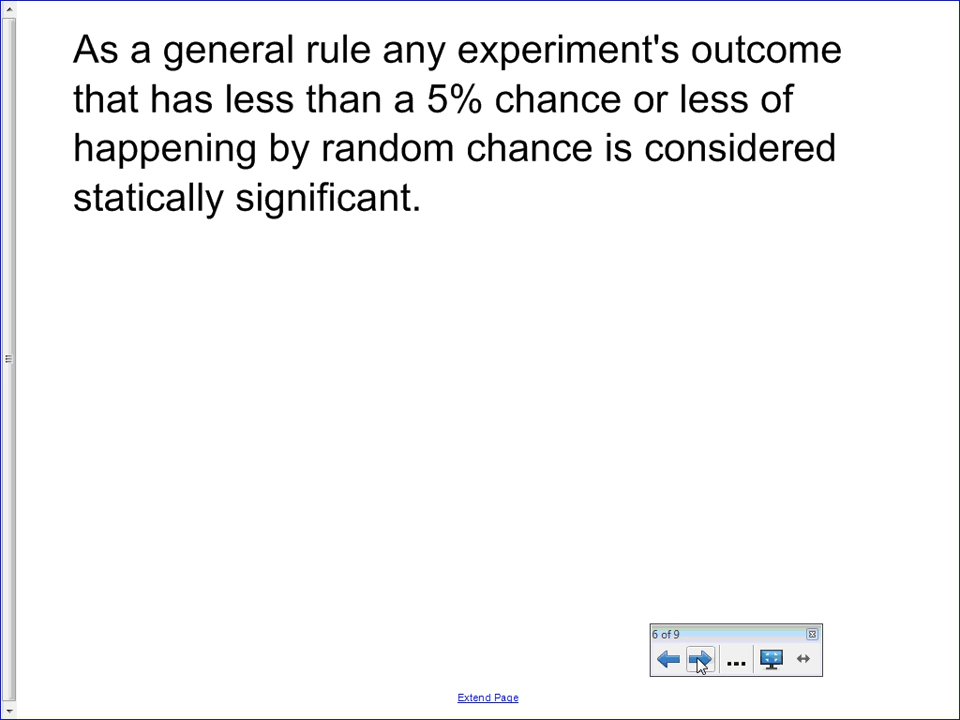 As a general rule any experiment's outcome
that has less than a 5% chance or less of
happening by random chance is considered
statically significant.
6 of 9
...
Extend Page